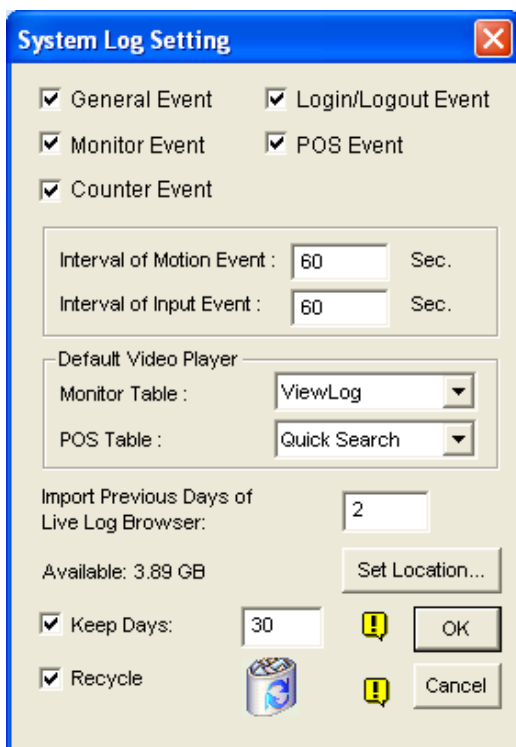 System Log Setting
General Event
Login/Logout Event
Monitor Event
POS Event
Counter Event
Interval of Motion Event : 60 Sec.
Interval of Input Event : 60 Sec.
Default Video Player
Monitor Table : ViewLog
POS Table : Quick Search
Import Previous Days of
Live Log Browser: 2
Available: 3.89 GB
Set Location...
Keep Days: 30
OK
Recycle
Cancel